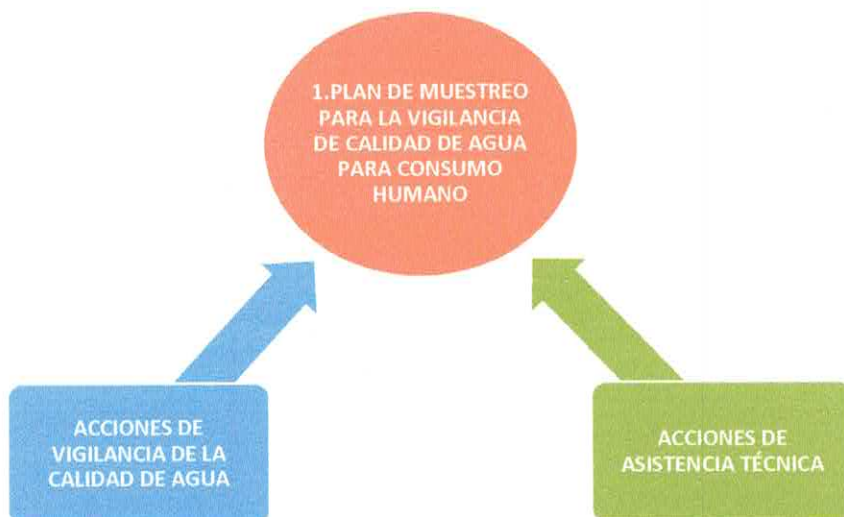 1.PLAN DE MUESTREO
PARA LA VIGILANCIA
DE CALIDAD DE AGUA
PARA CONSUMO
HUMANO
ACCIONES DE
VIGILANCIA DE LA
CALIDAD DE AGUA
ACCIONES DE
ASISTENCIA TÉCNICA